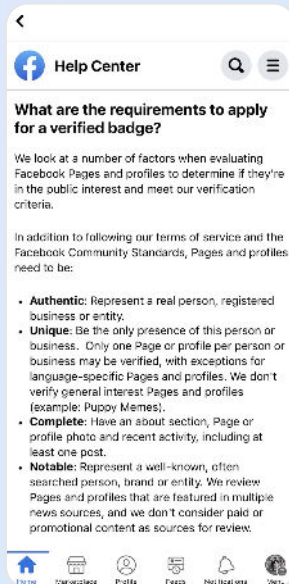 Help Center
What are the requirements to apply
for a verified badge?
We look at a number of factors when evaluating
Facebook Pages and profiles to determine if they're
in the public interest and meet our verification
criteria.
In addition to following our terms of service and the
Facebook Community Standards, Pages and profiles
need to be:
• Authentic: Represent a real person, registered
business or entity.
• Unique: Be the only presence of this person or
business. Only one Page or profile per person or
business may be verified, with exceptions for
language-specific Pages and profiles. We don't
verify general interest Pages and profiles
(example: Puppy Memes).
• Complete: Have an about section, Page or
profile photo and recent activity, including at
least one post.
• Notable: Represent a well-known, often
searched person, brand or entity. We review
Pages and profiles that are featured in multiple
news sources, and we don't consider paid or
promotional content as sources for review.
Home Marketplace Profile Feeds Notifications Menu